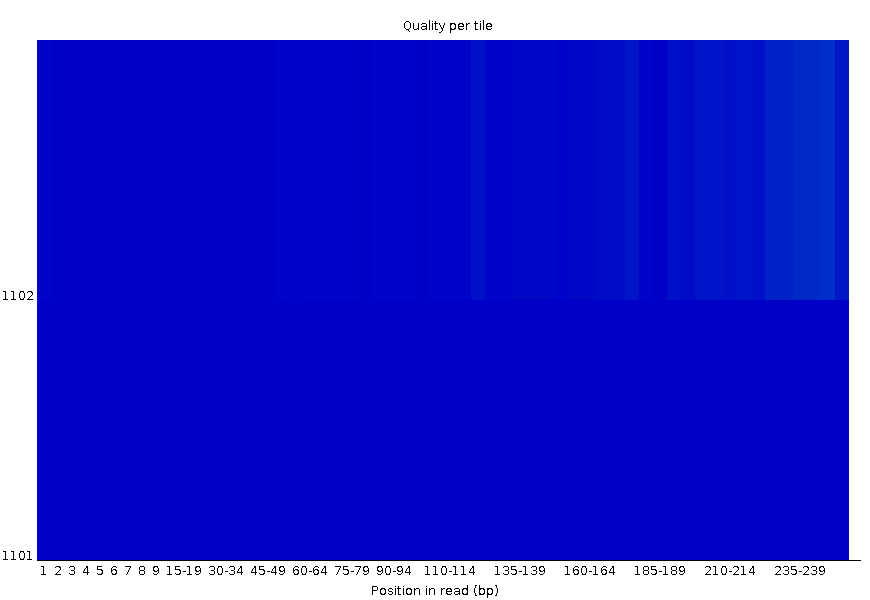 Quality per tile
1102
1101
1 2 3 4 5 6 7 8 9 15-19 30-34 45-49 60-64 75-79 90-94 110-114 135-139 160-164 185-189 210-214 235-239
Position in read (bp)